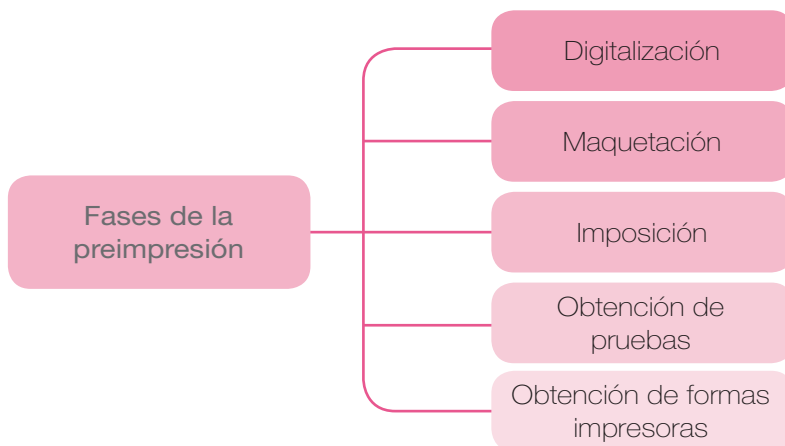 Digitalización
Maquetación
Fases de la
preimpresión
Imposición
Obtención de
pruebas
Obtención de formas
impresoras